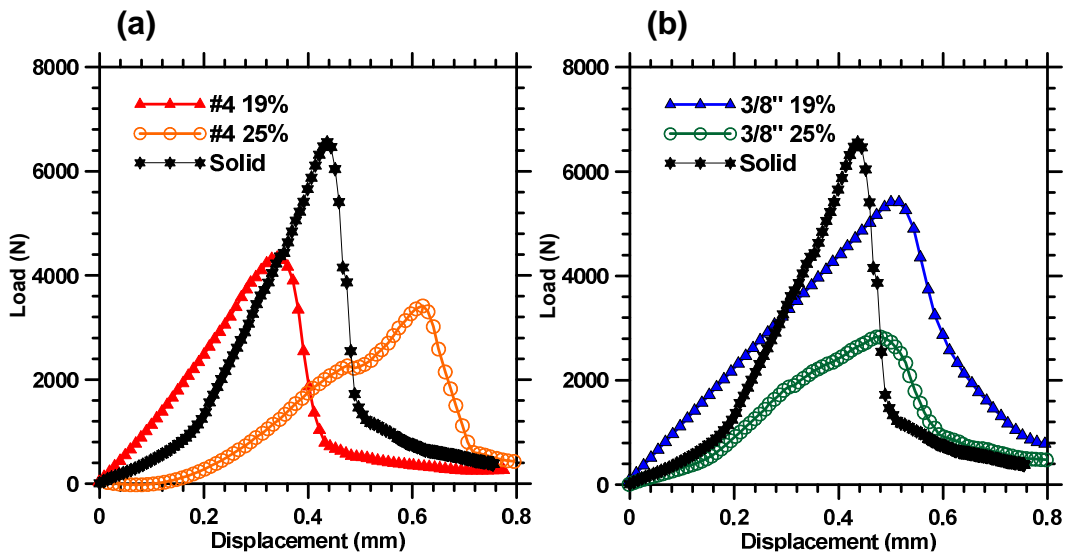 (a)
8000
6000
4000
2000
0
Load (N)
#4 19%
#4 25%
Solid
0 0.2 0.4 0.6 0.8
Displacement (mm)
(b)
8000
6000
4000
2000
0
Load (N)
3/8" 19%
3/8" 25%
Solid
0 0.2 0.4 0.6 0.8
Displacement (mm)